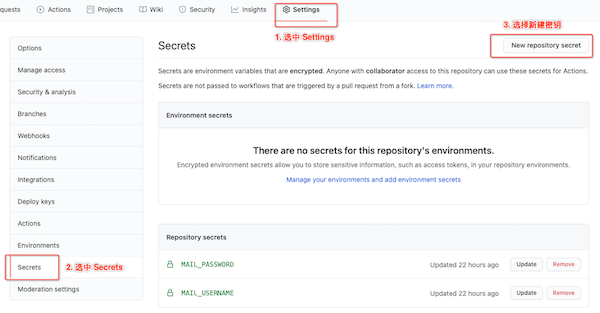 quests Actions Projects Wiki Security Insights Settings
1. 选中 Settings
3. 选择新建密钥
Options
Manage access
Security & analysis
Branches
Webhooks
Notifications
Integrations
Deploy keys
Actions
Environments
Secrets
2. 选中 Secrets
Moderation settings
Secrets
New repository secret
Secrets are environment variables that are encrypted. Anyone with collaborator access to this repository can use these secrets for Actions.
Secrets are not passed to workflows that are triggered by a pull request from a fork. Learn more.
Environment secrets
There are no secrets for this repository's environments.
Encrypted environment secrets allow you to store sensitive information, such as access tokens, in your repository environments.
Manage your environments and add environment secrets
Repository secrets
MAIL_PASSWORD Updated 22 hours ago Update Remove
MAIL_USERNAME Updated 22 hours ago Update Remove